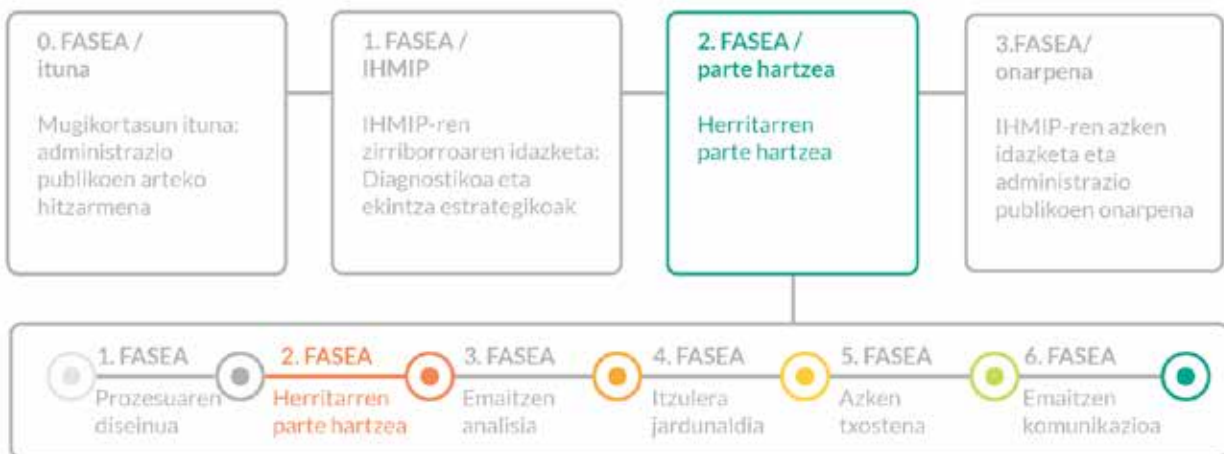 0. FASEA /
ituna
Mugikortasun ituna:
administrazio
publikoen arteko
hitzarmena
1. FASEA /
IHMIP
IHMIP-ren
zirriborroaren idazketa:
Diagnostikoa eta
ekintza estrategikoak
2. FASEA /
parte hartzea
Herritarren
parte hartzea
3.FASEA/
onarpena
IHMIP-ren azken
idazketa eta
administrazio
publikoen onarpena
1. FASEA
Prozesuaren
diseinua
2. FASEA
Herritarren
parte hartzea
3. FASEA
Emaitzen
analisia
4. FASEA
Itzulera
jardunaldia
5. FASEA
Azken
txostena
6. FASEA
Emaitzen
komunikazioa